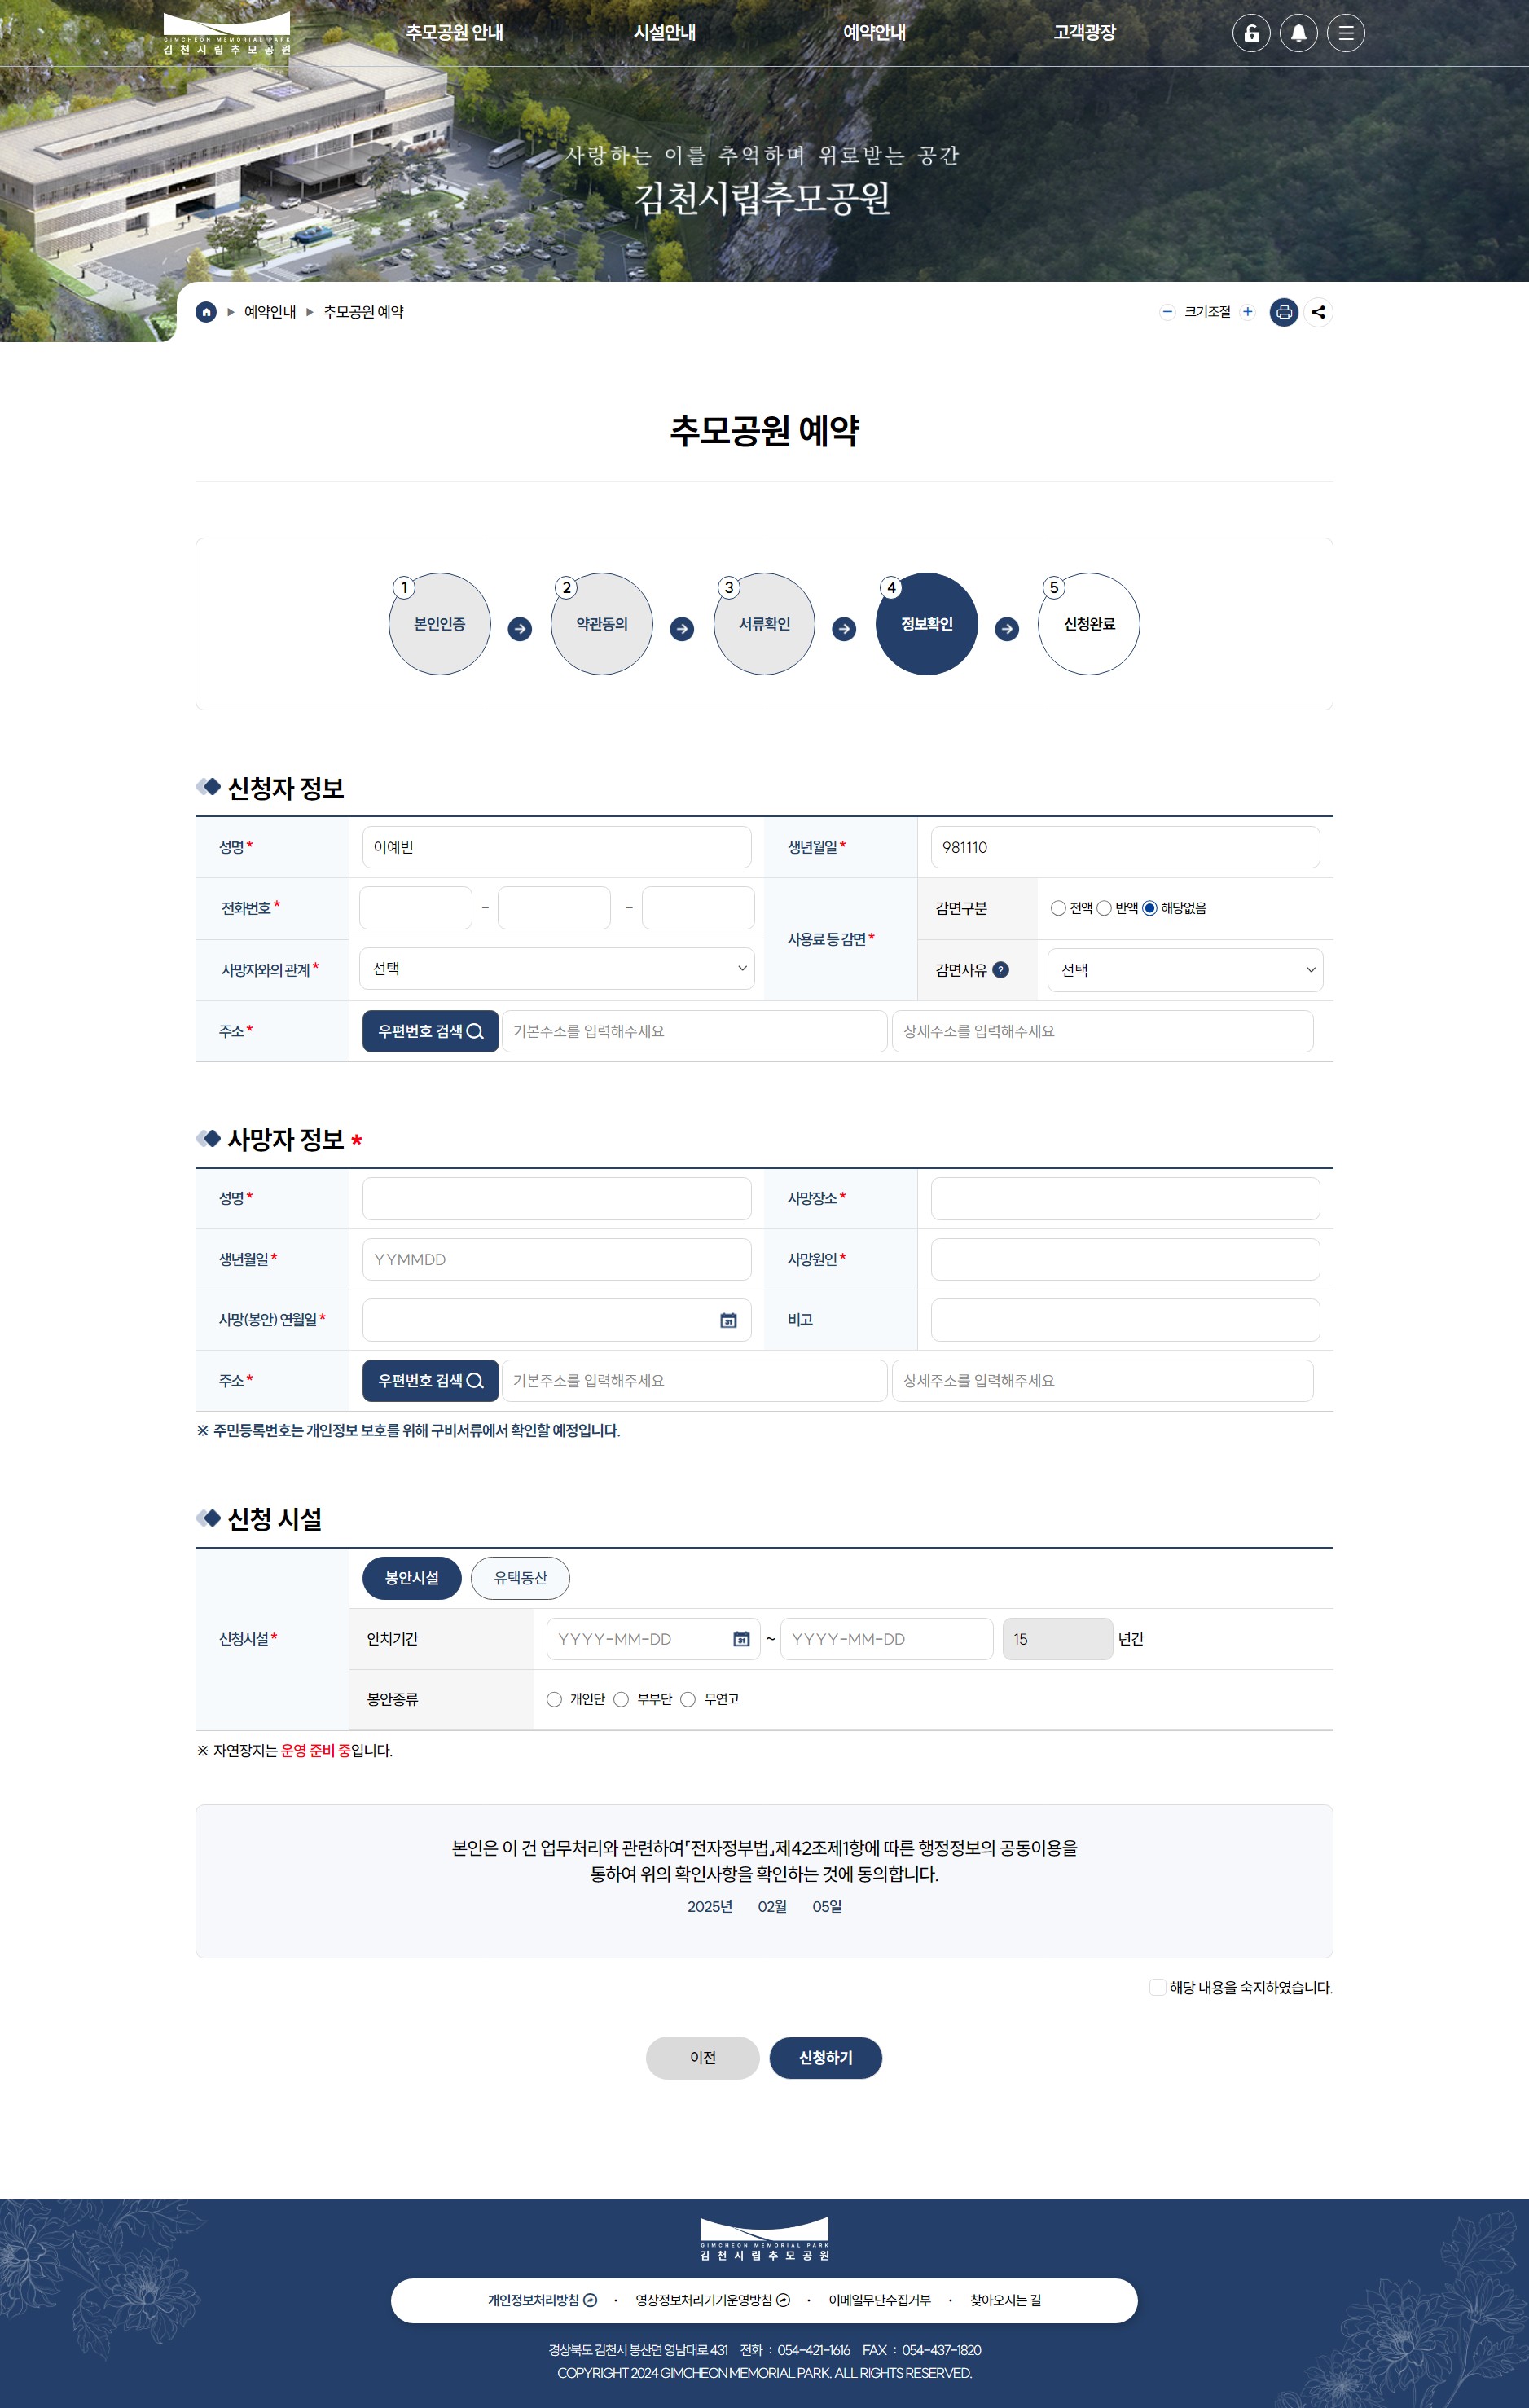 GIMCHEON MEMORIAL PARK
김천시립추모공원
추모공원 안내
시설안내
예약안내
고객광장
사랑하는 이를 추억하며 위로받는 공간
김천시립추모공원
예약안내
추모공원 예약
크기조절
추모공원 예약
1
본인인증
2
약관동의
3
서류확인
4
정보확인
5
신청완료
신청자 정보
성명 *
이예빈
생년월일 *
981110
전화번호 *
-
-
사용료 등 감면 *
감면구분
전액 반액 해당없음
사망자와의 관계 *
선택
감면사유 ?
선택
주소 *
우편번호 검색
기본주소를 입력해주세요
상세주소를 입력해주세요
사망자 정보 *
성명 *
사망장소 *
생년월일 *
YYMMDD
사망원인 *
사망(봉안) 연월일 *
31
비고
주소 *
우편번호 검색
기본주소를 입력해주세요
상세주소를 입력해주세요
※ 주민등록번호는 개인정보 보호를 위해 구비서류에서 확인할 예정입니다.
신청 시설
신청시설 *
봉안시설
유택동산
안치기간
YYYY-MM-DD
31
~
YYYY-MM-DD
15
년간
봉안종류
개인단 부부단 무연고
※ 자연장지는 운영 준비 중입니다.
본인은 이 건 업무처리와 관련하여「전자정부법」제42조제1항에 따른 행정정보의 공동이용을
통하여 위의 확인사항을 확인하는 것에 동의합니다.
2025년 02월 05일
해당 내용을 숙지하였습니다.
이전
신청하기
GIMCHEON MEMORIAL PARK
김천시립추모공원
개인정보처리방침 · 영상정보처리기기운영방침 · 이메일무단수집거부 · 찾아오시는 길
경상북도 김천시 봉산면 영남대로 431 전화 : 054-421-1616 FAX : 054-437-1820
COPYRIGHT 2024 GIMCHEON MEMORIAL PARK. ALL RIGHTS RESERVED.